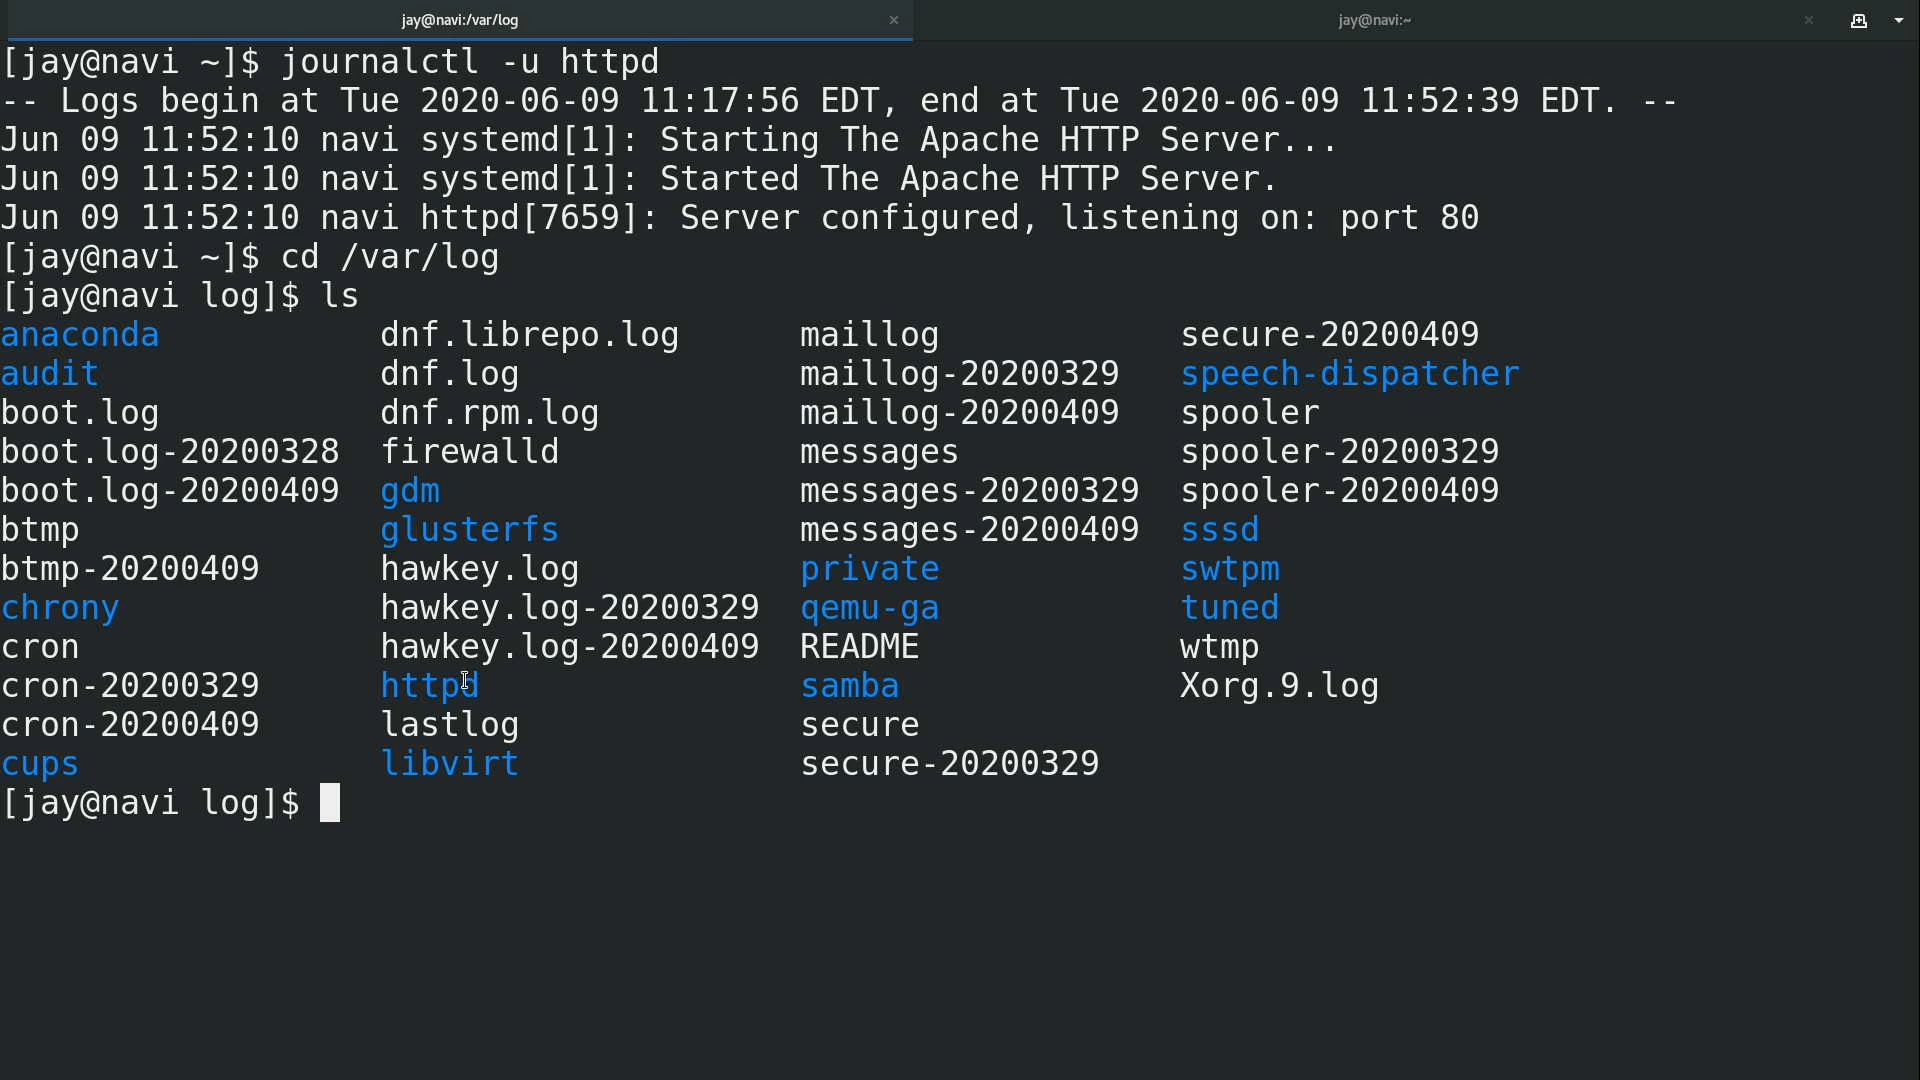 jay@navi:/var/log × jay@navi:~ ×
[jay@navi ~]$ journalctl -u httpd
-- Logs begin at Tue 2020-06-09 11:17:56 EDT, end at Tue 2020-06-09 11:52:39 EDT. --
Jun 09 11:52:10 navi systemd[1]: Starting The Apache HTTP Server...
Jun 09 11:52:10 navi systemd[1]: Started The Apache HTTP Server.
Jun 09 11:52:10 navi httpd[7659]: Server configured, listening on: port 80
[jay@navi ~]$ cd /var/log
[jay@navi log]$ ls
anaconda dnf.librepo.log maillog secure-20200409
audit dnf.log maillog-20200329 speech-dispatcher
boot.log dnf.rpm.log maillog-20200409 spooler
boot.log-20200328 firewalld messages spooler-20200329
boot.log-20200409 gdm messages-20200329 spooler-20200409
btmp glusterfs messages-20200409 sssd
btmp-20200409 hawkey.log private swtpm
chrony hawkey.log-20200329 qemu-ga tuned
cron hawkey.log-20200409 README wtmp
cron-20200329 httpd samba Xorg.9.log
cron-20200409 lastlog secure
cups libvirt secure-20200329
[jay@navi log]$